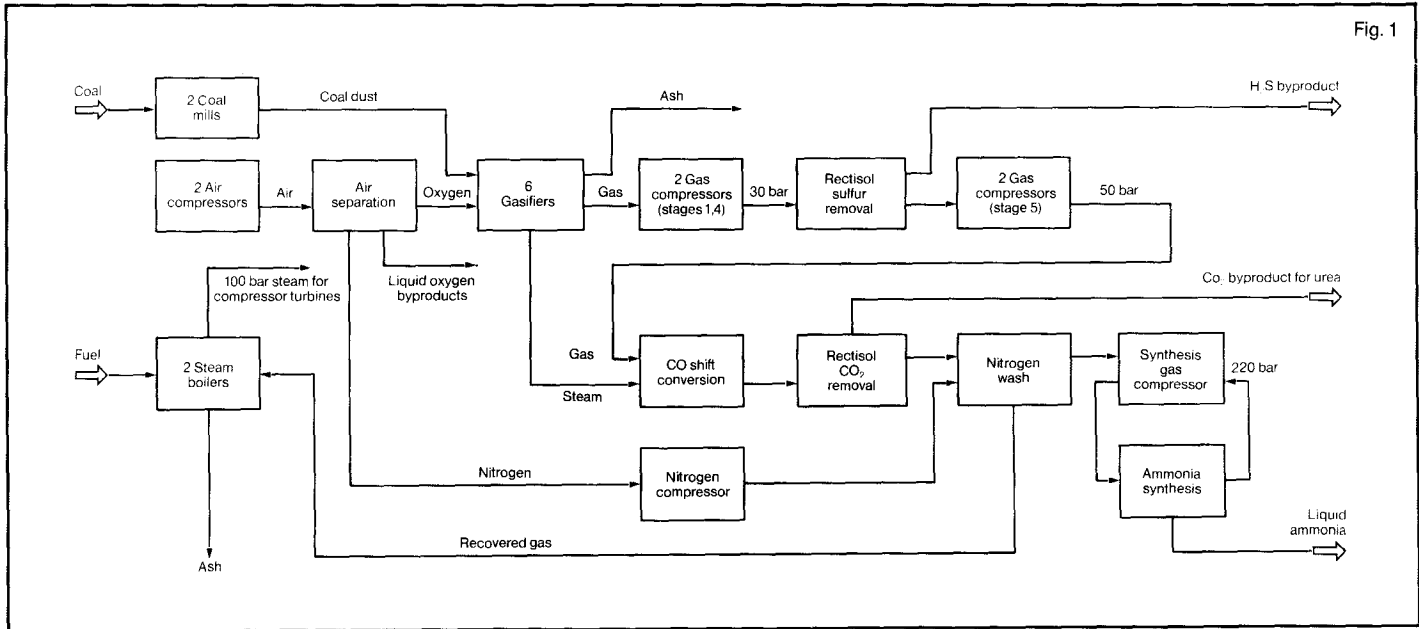 Fig. 1
Coal
2 Coal
mills
Coal dust
Ash
H2S byproduct
2 Air
compressors
Air
Air
separation
Oxygen
6
Gasifiers
Gas
2 Gas
compressors
(stages 1,4)
30 bar
Rectisol
sulfur
removal
2 Gas
compressors
(stage 5)
50 bar
100 bar steam for
compressor turbines
Liquid oxygen
byproducts
Co2 byproduct for urea
Fuel
2 Steam
boilers
Gas
Steam
CO shift
conversion
Rectisol
CO2
removal
Nitrogen
wash
Synthesis
gas
compressor
220 bar
Nitrogen
Nitrogen
compressor
Ammonia
synthesis
Recovered gas
Liquid
ammonia
Ash